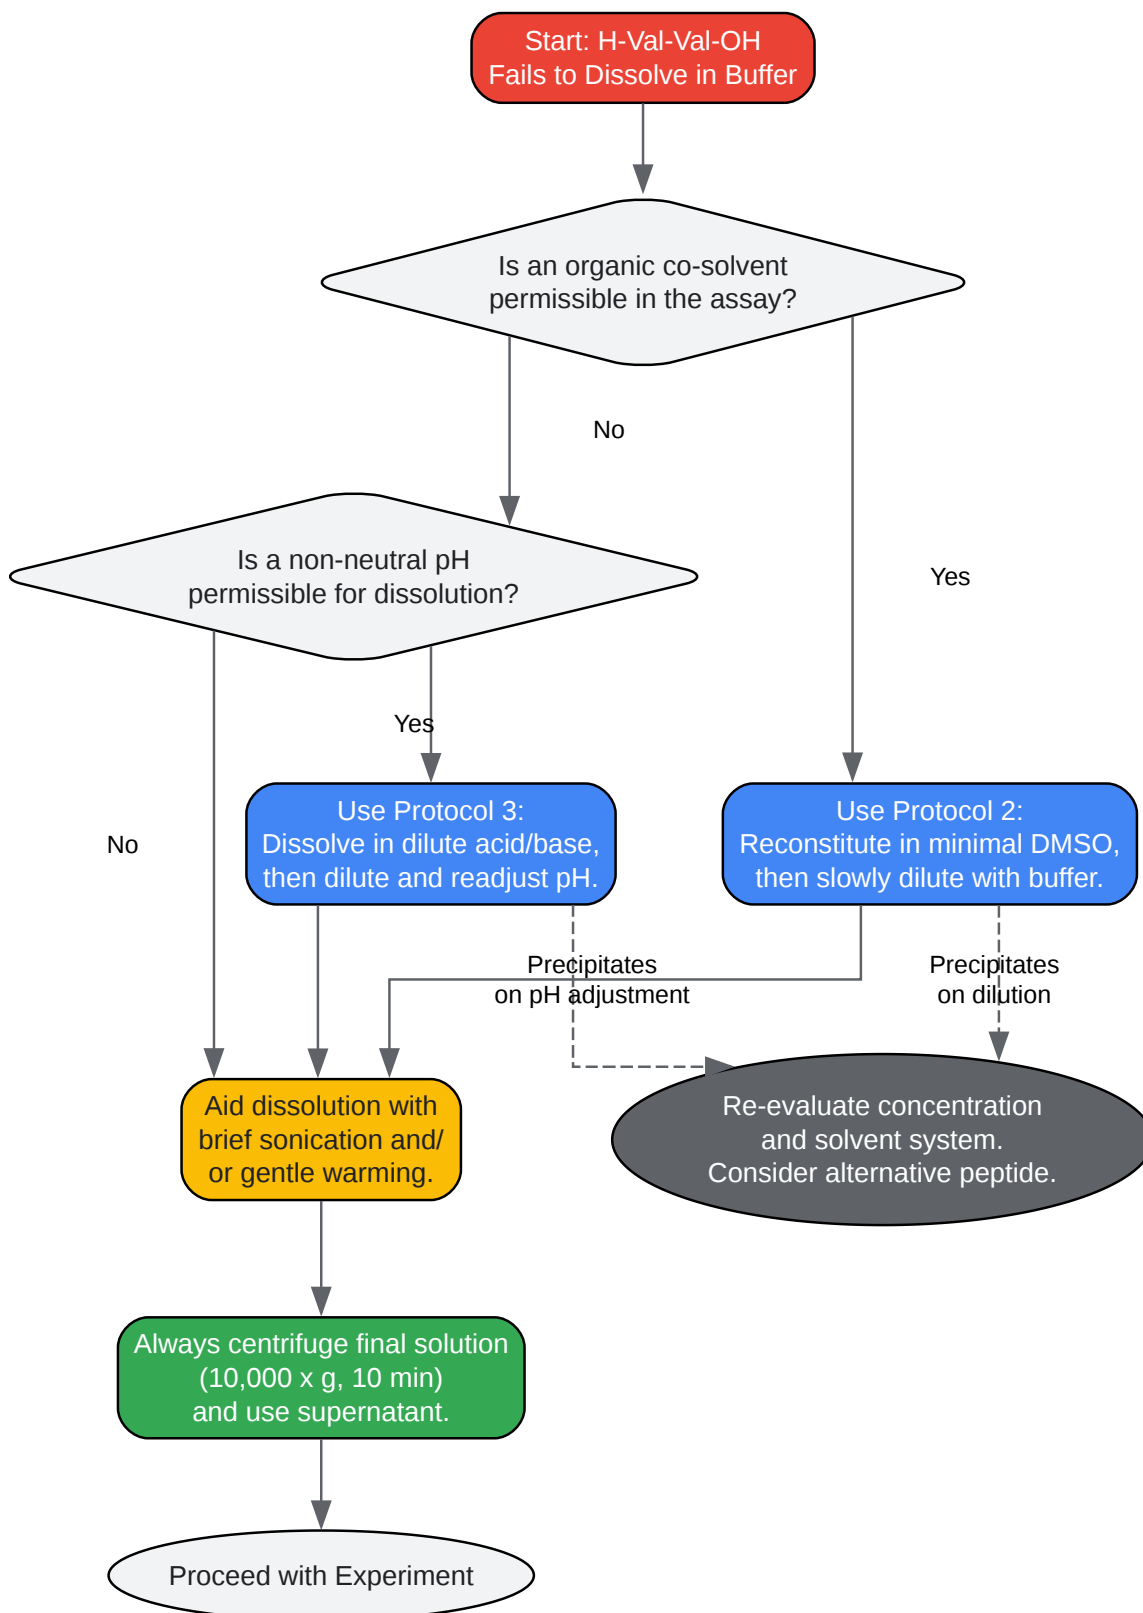 Start: H-Val-Val-OH
Fails to Dissolve in Buffer
Is an organic co-solvent
permissible in the assay?
No
Is a non-neutral pH
permissible for dissolution?
Yes
Yes
No
Use Protocol 3:
Dissolve in dilute acid/base,
then dilute and readjust pH.
Use Protocol 2:
Reconstitute in minimal DMSO,
then slowly dilute with buffer.
Precipitates
on pH adjustment
Precipitates
on dilution
Aid dissolution with
brief sonication and/
or gentle warming.
Re-evaluate concentration
and solvent system.
Consider alternative peptide.
Always centrifuge final solution
(10,000 x g, 10 min)
and use supernatant.
Proceed with Experiment